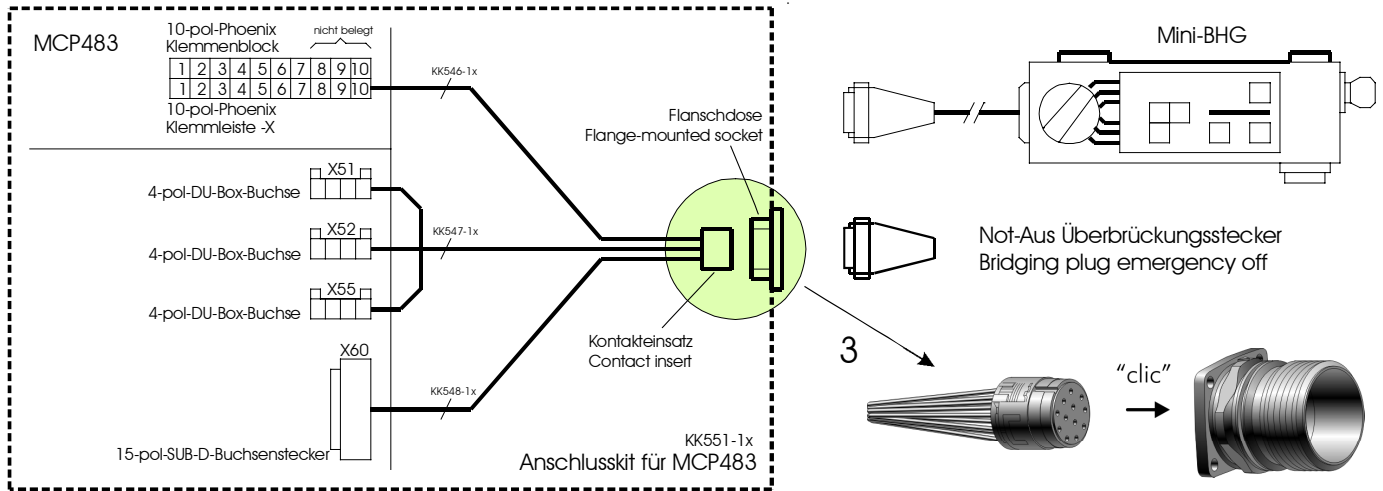 MCP483
10-pol-Phoenix
Klemmenblock
nicht belegt
1 2 3 4 5 6 7 8 9 10
1 2 3 4 5 6 7 8 9 10
10-pol-Phoenix
Klemmleiste -X
KK546-1x
X51
4-pol-DU-Box-Buchse
X52
4-pol-DU-Box-Buchse
KK547-1x
X55
4-pol-DU-Box-Buchse
X60
15-pol-SUB-D-Buchsenstecker
KK548-1x
Flanschdose
Flange-mounted socket
Kontakteinsatz
Contact insert
KK551-1x
Anschlusskit für MCP483
Mini-BHG
Not-Aus Überbrückungsstecker
Bridging plug emergency off
3
"clic"